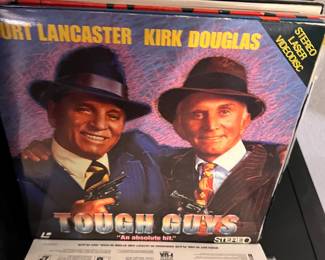 URT LANCASTER KIRK DOUGLAS
STEREO
LASER
VIDEODISC
TOUGH GUYS
"An absolute hit."
STEREO